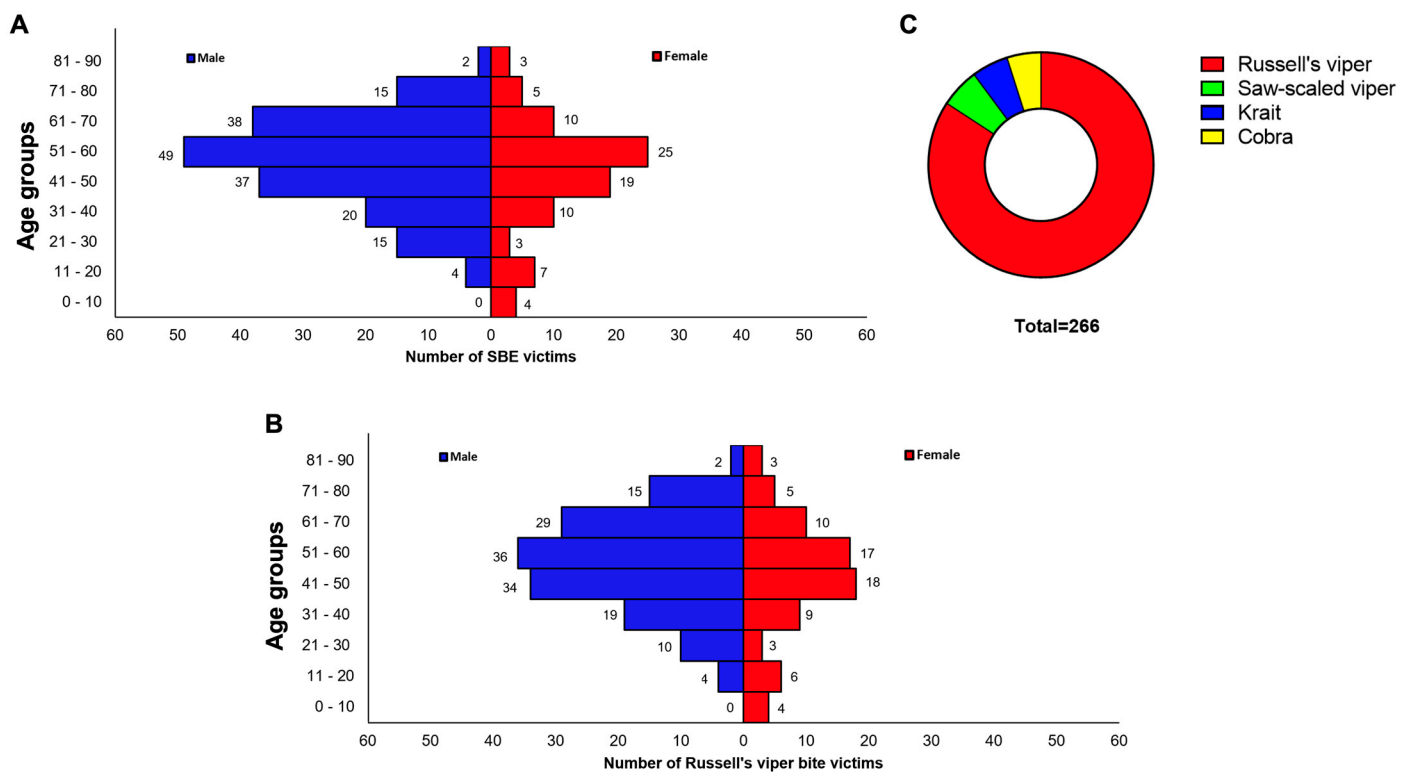 A
Male
Female
Age groups
81 - 90
2
3
71 - 80
15
5
61 - 70
38
10
51 - 60
49
25
41 - 50
37
19
31 - 40
20
10
21 - 30
15
3
11 - 20
4
7
0 - 10
0
4
60 50 40 30 20 10 0 10 20 30 40 50 60
Number of SBE victims
C
Russell's viper
Saw-scaled viper
Krait
Cobra
Total=266
B
Male
Female
Age groups
81 - 90
2
3
71 - 80
15
5
61 - 70
29
10
51 - 60
36
17
41 - 50
34
18
31 - 40
19
9
21 - 30
10
3
11 - 20
4
6
0 - 10
0
4
60 50 40 30 20 10 0 10 20 30 40 50 60
Number of Russell's viper bite victims